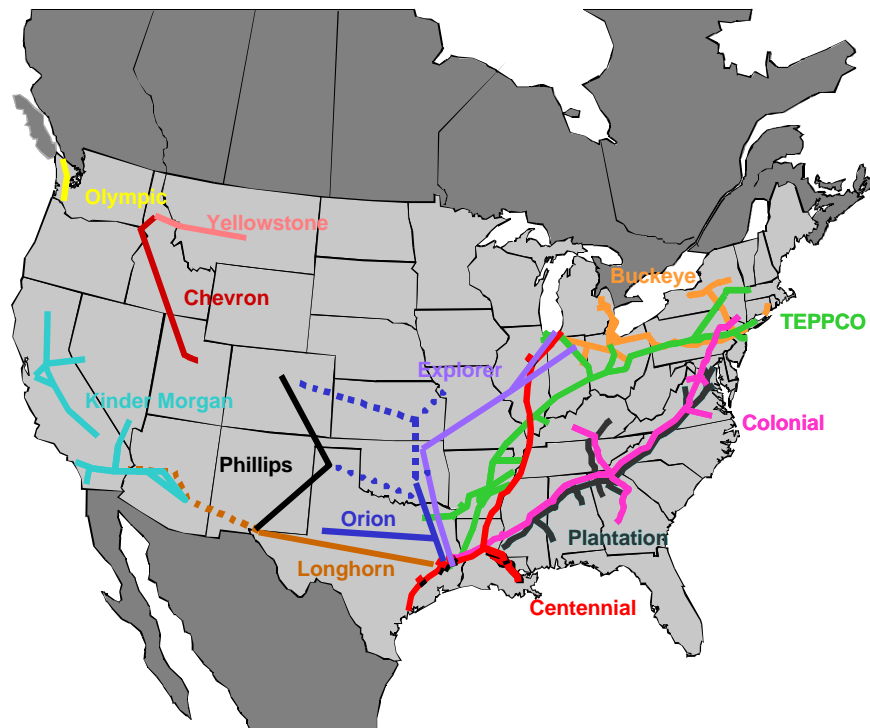 Olympic
Yellowstone
Buckeye
Chevron
TEPPCO
Explorer
Kinder Morgan
Colonial
Phillips
Orion
Plantation
Longhorn
Centennial